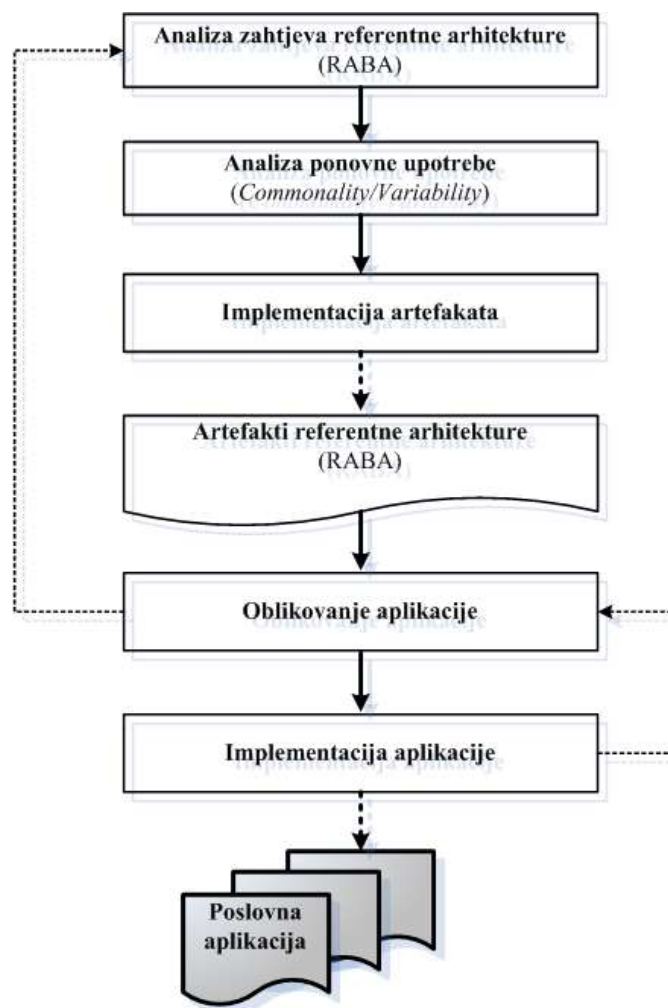 Analiza zahtjeva referentne arhitekture
(RABA)
Analiza ponovne upotrebe
(Commonality/Variability)
Implementacija artefakata
Artefakti referentne arhitekture
(RABA)
Oblikovanje aplikacije
Implementacija aplikacije
Poslovna
aplikacija